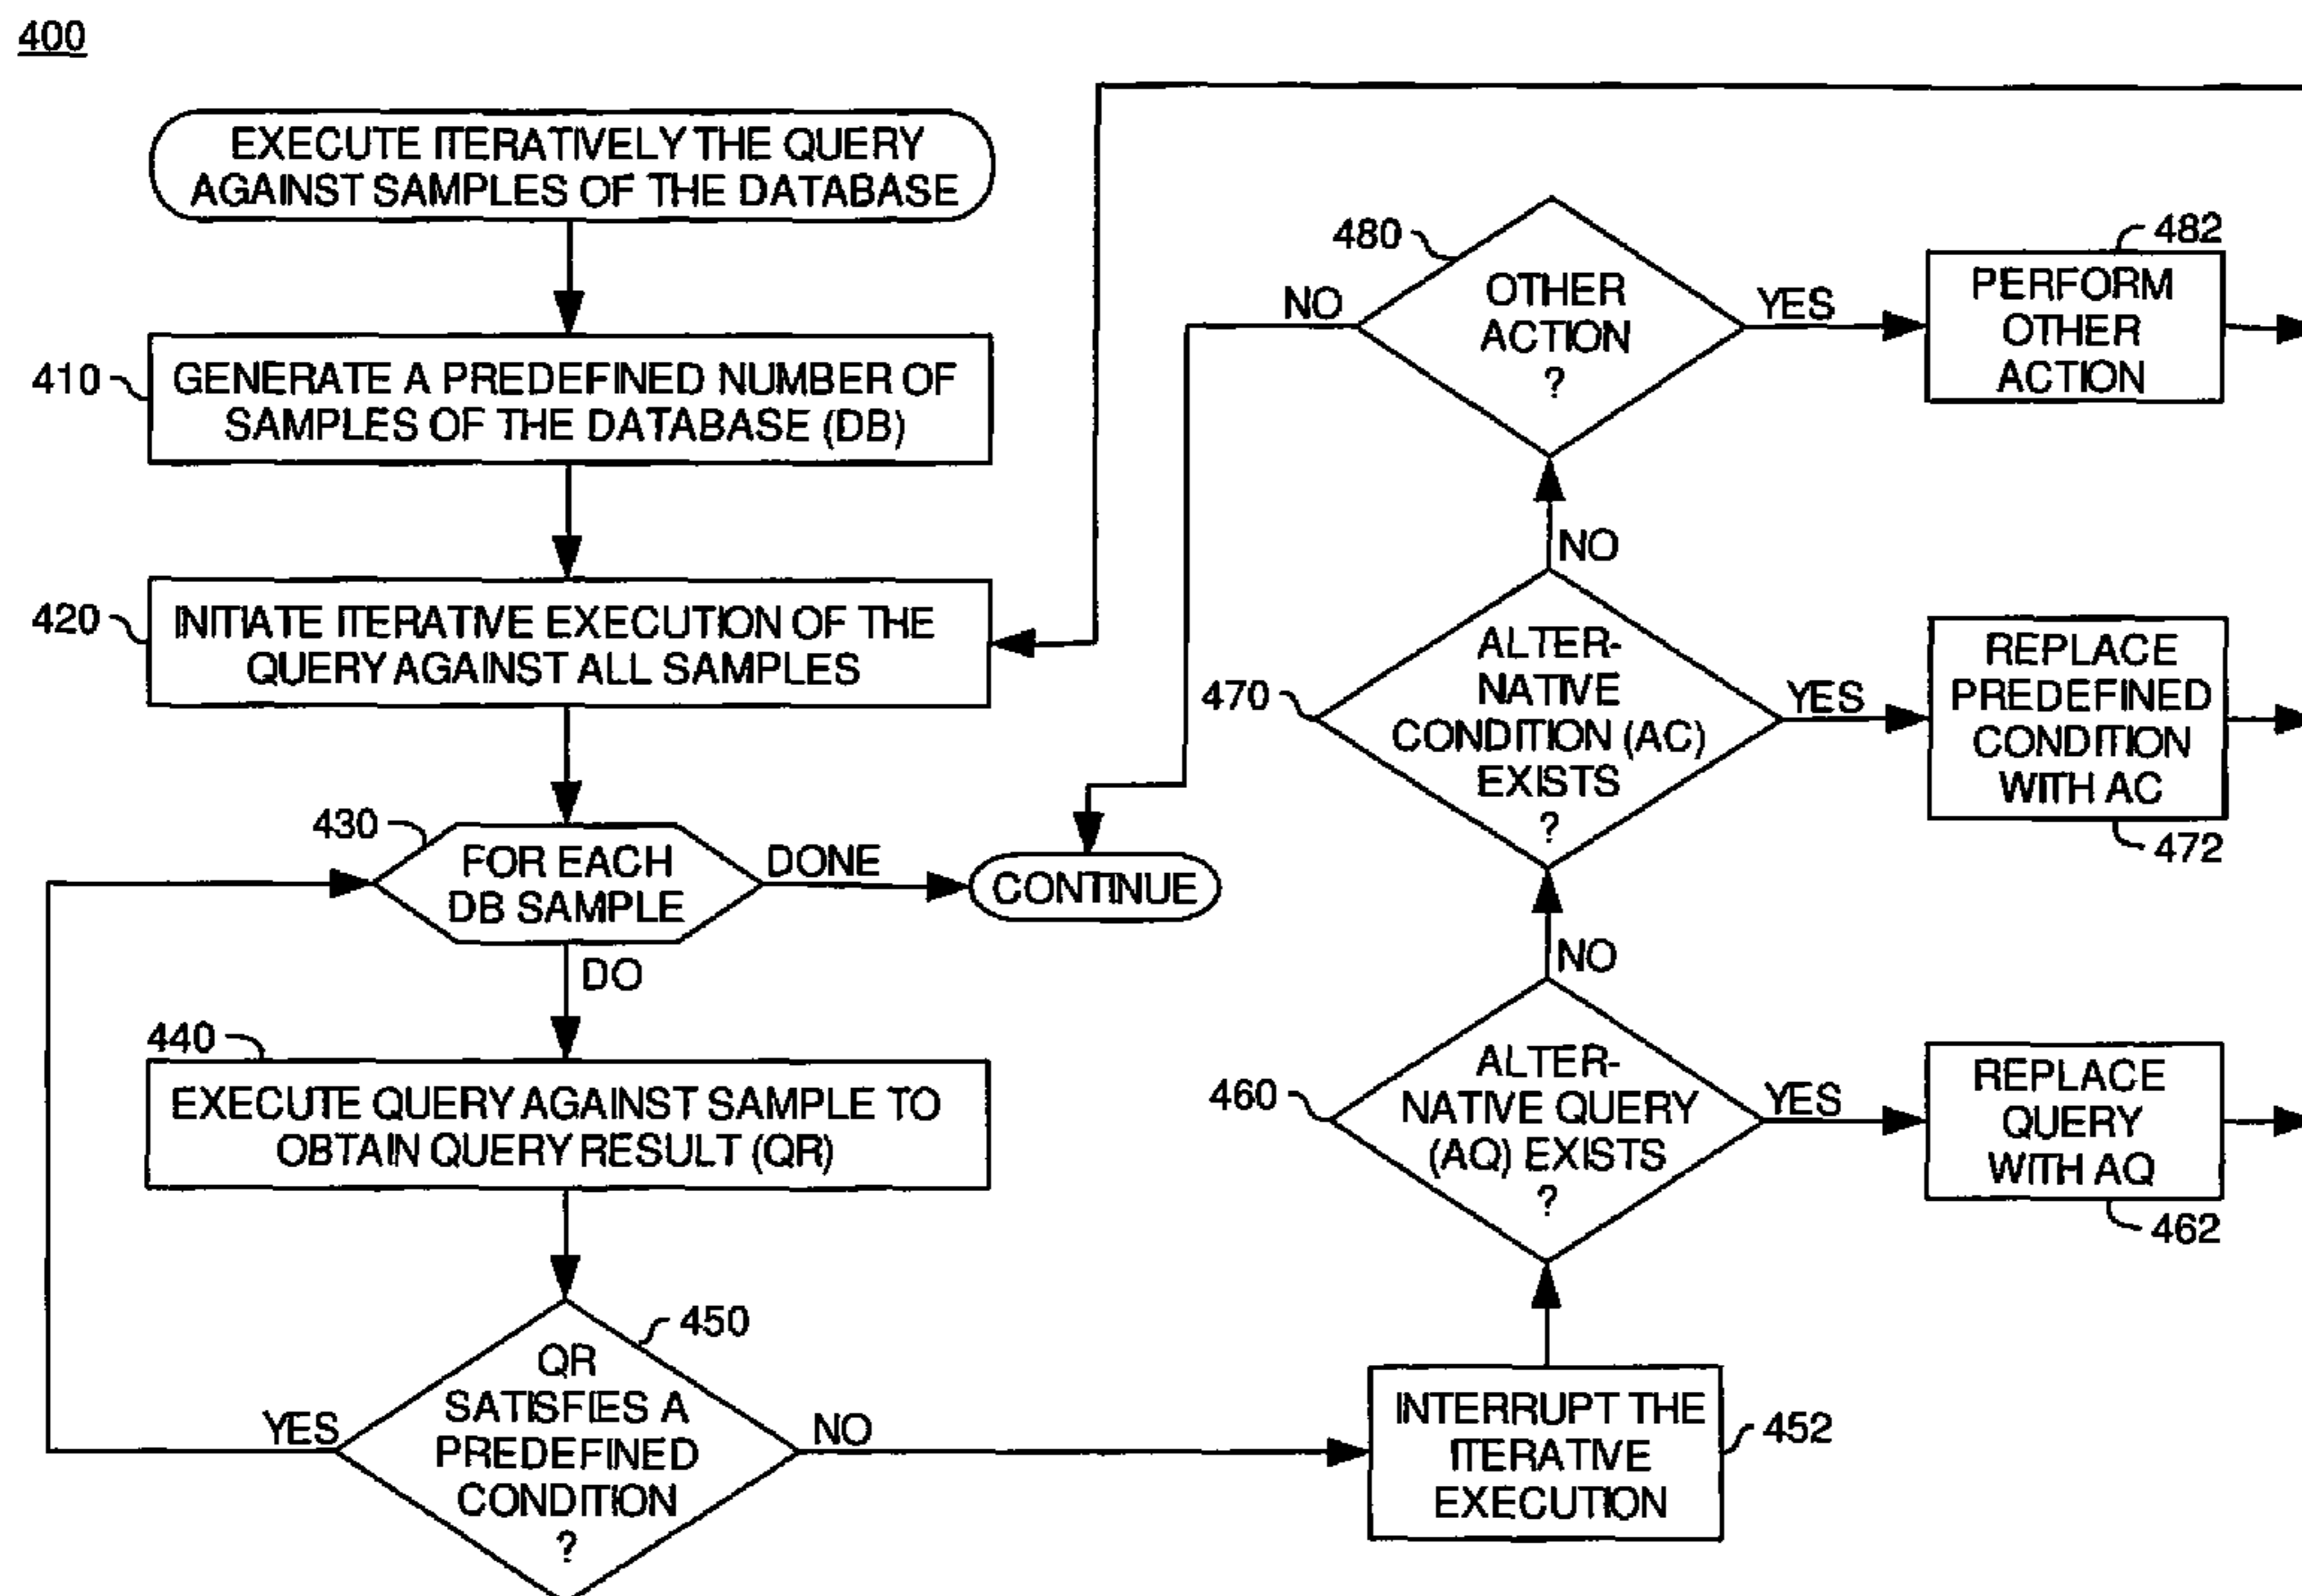 400
EXECUTE ITERATIVELY THE QUERY
AGAINST SAMPLES OF THE DATABASE
410
GENERATE A PREDEFINED NUMBER OF
SAMPLES OF THE DATABASE (DB)
420
INITIATE ITERATIVE EXECUTION OF THE
QUERY AGAINST ALL SAMPLES
430
FOR EACH
DB SAMPLE
DONE
CONTINUE
DO
440
EXECUTE QUERY AGAINST SAMPLE TO
OBTAIN QUERY RESULT (QR)
450
QR
SATISFIES A
PREDEFINED
CONDITION
?
YES
NO
INTERRUPT THE
ITERATIVE
EXECUTION
452
460
ALTER-
NATIVE QUERY
(AQ) EXISTS
?
YES
REPLACE
QUERY
WITH AQ
462
NO
470
ALTER-
NATIVE
CONDITION (AC)
EXISTS
?
YES
REPLACE
PREDEFINED
CONDITION
WITH AC
472
NO
480
OTHER
ACTION
?
NO
YES
482
PERFORM
OTHER
ACTION